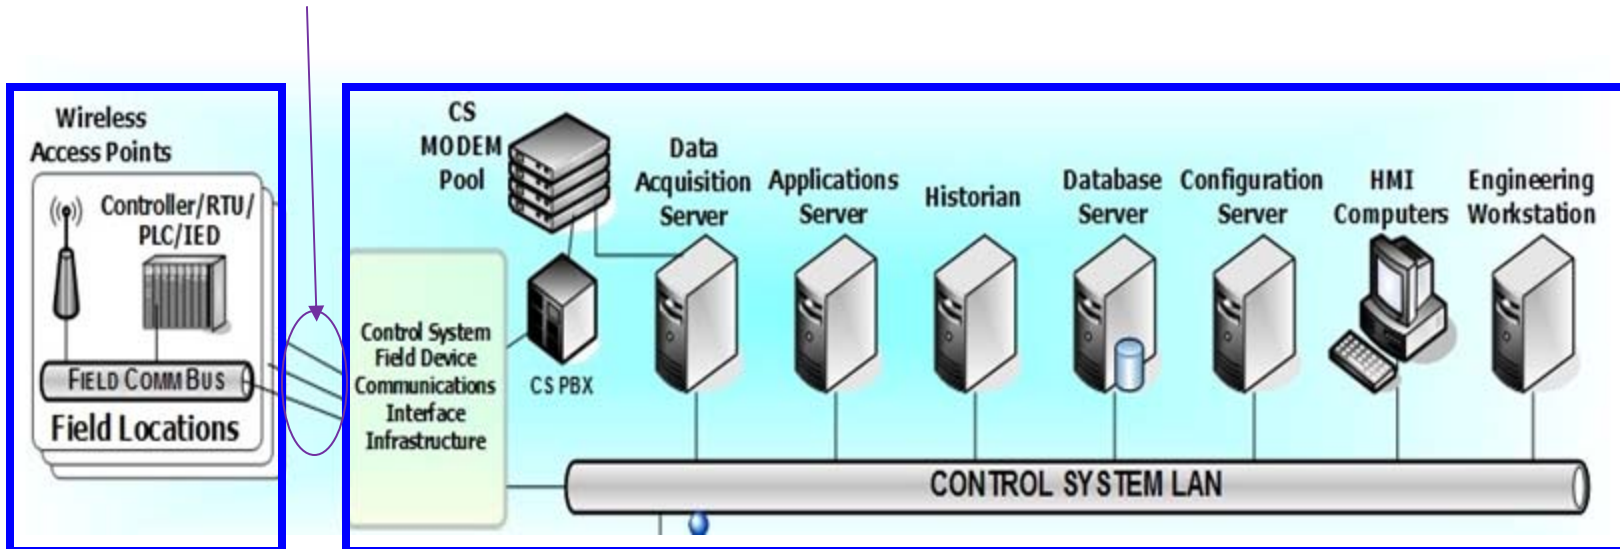 Wireless
Access Points
Controller/RTU/
PLC/IED
FIELD COMM BUS
Field Locations
CS
MODEM
Pool
Control System
Field Device
Communications
Interface
Infrastructure
CS PBX
Data
Acquisition
Server
Applications
Server
Historian
Database
Server
Configuration
Server
HMI
Computers
Engineering
Workstation
CONTROL SYSTEM LAN